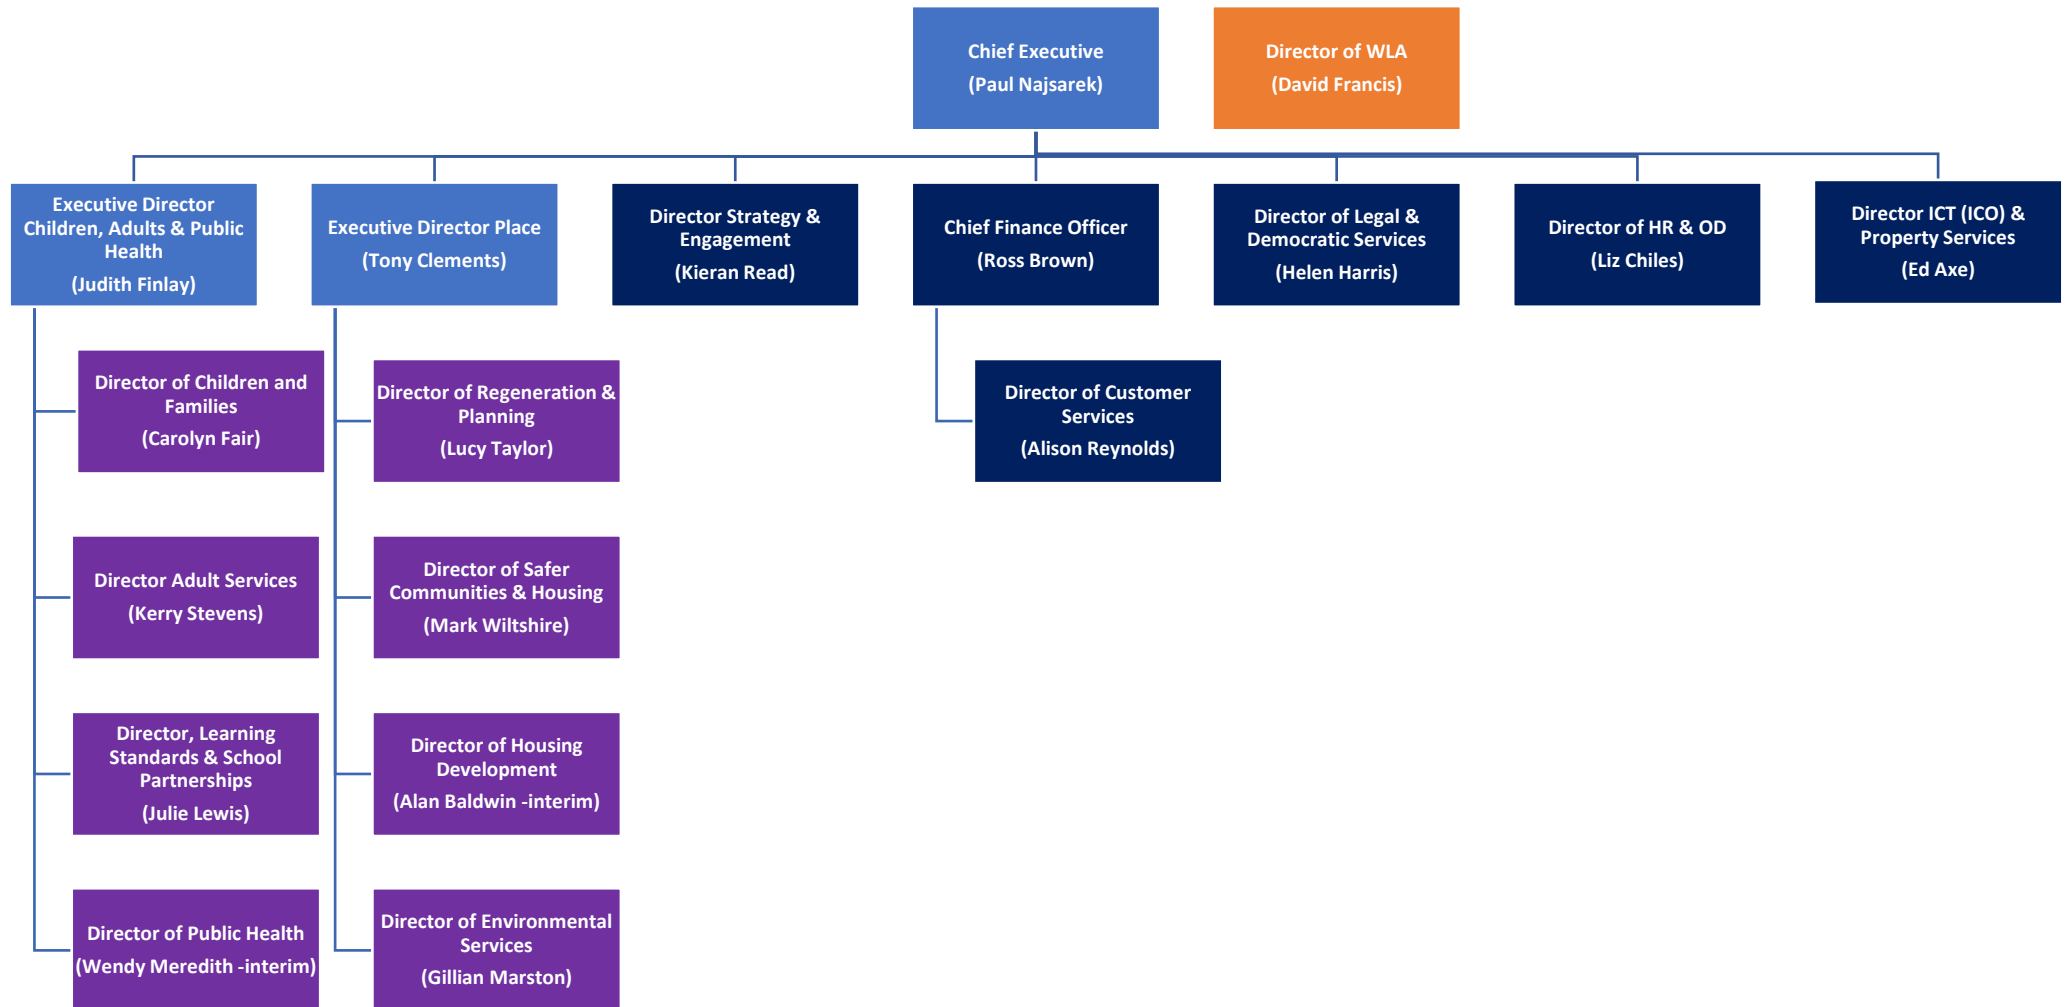 Chief Executive
(Paul Najsarek)
Director of WLA
(David Francis)
Executive Director
Children, Adults & Public
Health
(Judith Finlay)
Executive Director Place
(Tony Clements)
Director Strategy &
Engagement
(Kieran Read)
Chief Finance Officer
(Ross Brown)
Director of Legal &
Democratic Services
(Helen Harris)
Director of HR & OD
(Liz Chiles)
Director ICT (ICO) &
Property Services
(Ed Axe)
Director of Children and
Families
(Carolyn Fair)
Director of Regeneration &
Planning
(Lucy Taylor)
Director of Customer
Services
(Alison Reynolds)
Director Adult Services
(Kerry Stevens)
Director of Safer
Communities & Housing
(Mark Wiltshire)
Director, Learning
Standards & School
Partnerships
(Julie Lewis)
Director of Housing
Development
(Alan Baldwin -interim)
Director of Public Health
(Wendy Meredith -interim)
Director of Environmental
Services
(Gillian Marston)